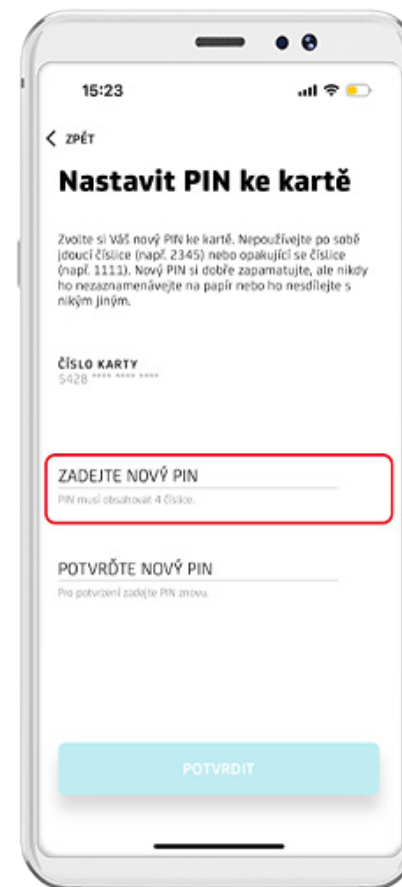 15:23
ZPĚT
Nastavit PIN ke kartě
Zvolte si Váš nový PIN ke kartě. Nepoužívejte po sobě
jdoucí číslice (např. 2345) nebo opakující se číslice
(např. 1111). Nový PIN si dobře zapamatujte, ale nikdy
ho nezaznamenávejte na papír nebo ho nesdílejte s
nikým jiným.
ČÍSLO KARTY
5428 **** **** ****
ZADEJTE NOVÝ PIN
PIN musí obsahovat 4 číslice.
POTVRĎTE NOVÝ PIN
Pro potvrzení zadejte PIN znovu.
POTVRDIT